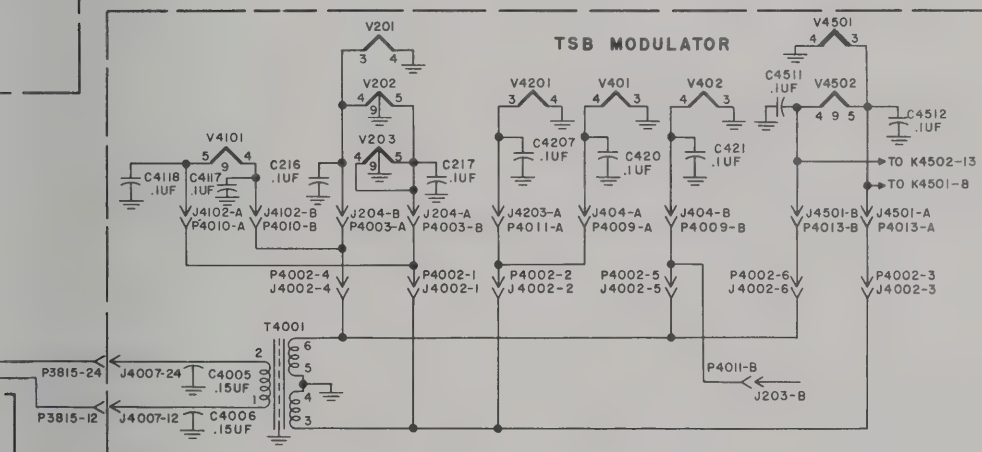 V201
3 4
TSB MODULATOR
V4501
4 3
V202
4 5
9
V4201
3 4
V401
4 3
V402
4 3
C4511
.1UF
V4502
4 9 5
C4512
.1UF
V4101
5 4
9
V203
4 5
9
C4118
.1UF
C4117
.1UF
C216
.1UF
C217
.1UF
C4207
.1UF
C420
.1UF
C421
.1UF
TO K4502-13
TO K4501-8
J4102-A
P4010-A
J4102-B
P4010-B
J204-B
P4003-A
J204-A
P4003-B
J4203-A
P4011-A
J404-A
P4009-A
J404-B
P4009-B
J4501-B
P4013-B
J4501-A
P4013-A
P4002-4
J4002-4
P4002-1
J4002-1
P4002-2
J4002-2
P4002-5
J4002-5
P4002-6
J4002-6
P4002-3
J4002-3
T4001
2
1
6
5
4
3
P3815-24
J4007-24
C4005
.15UF
P3815-12
J4007-12
C4006
.15UF
P4011-B
J203-B